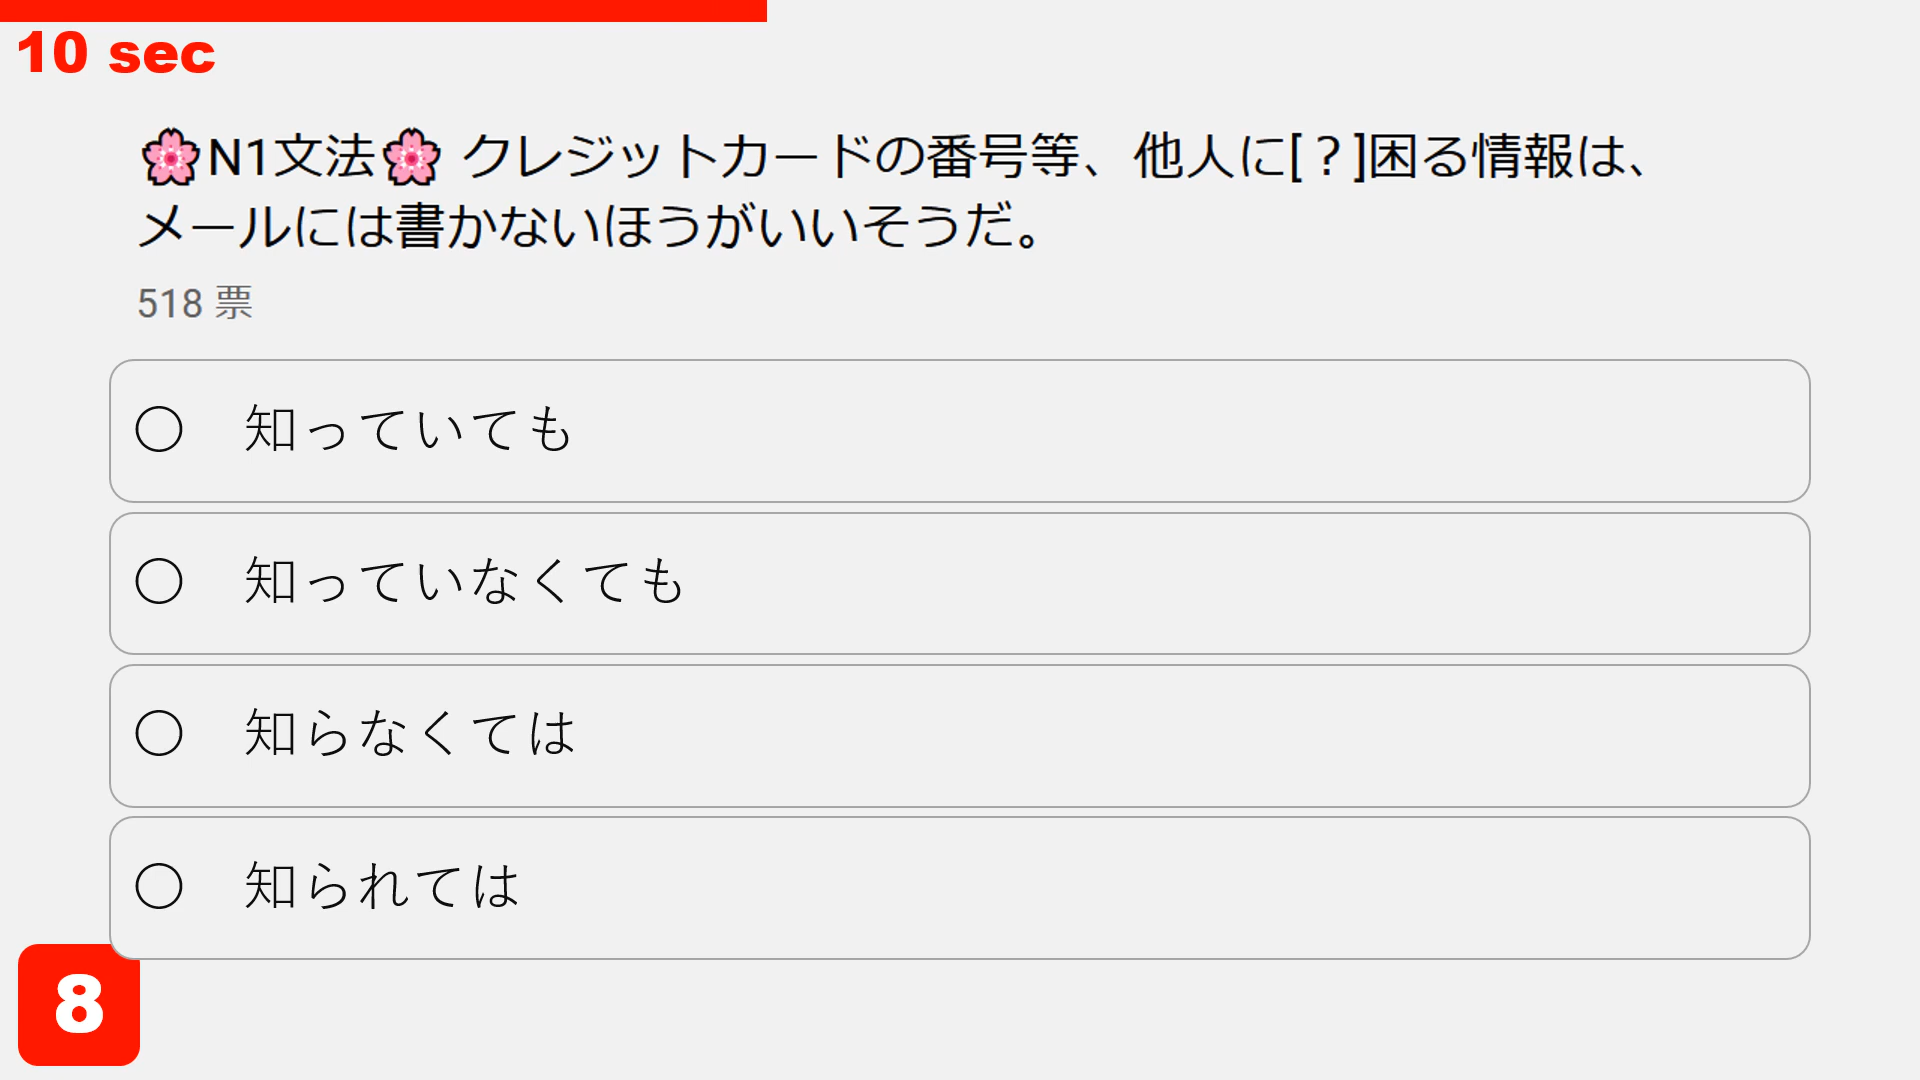 10 sec
🌸N1文法🌸 クレジットカードの番号等、他人に[？]困る情報は、
メールには書かないほうがいいそうだ。
518 票
知っていても
知っていなくても
知らなくては
知られては
8